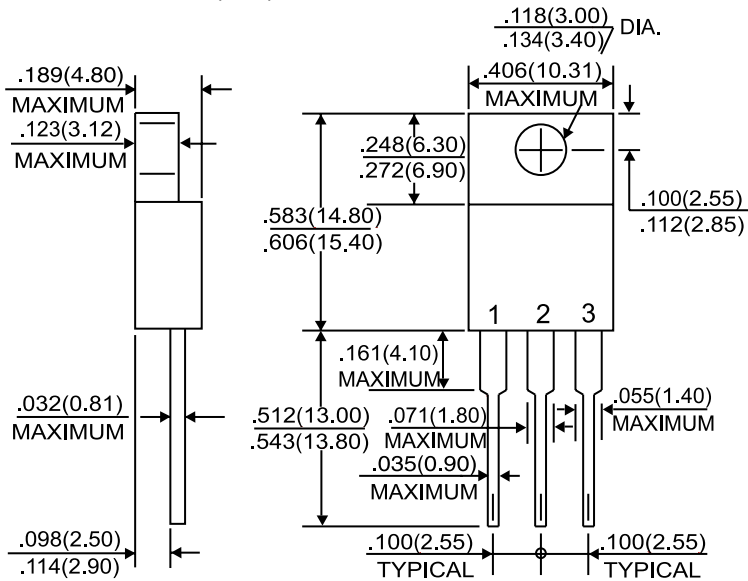 .118(3.00)
.134(3.40)
DIA.
.189(4.80)
MAXIMUM
.406(10.31)
MAXIMUM
.123(3.12)
MAXIMUM
.248(6.30)
.272(6.90)
.100(2.55)
.112(2.85)
.583(14.80)
.606(15.40)
1 2 3
.161(4.10)
MAXIMUM
.032(0.81)
MAXIMUM
.512(13.00)
.543(13.80)
.071(1.80)
MAXIMUM
.055(1.40)
MAXIMUM
.035(0.90)
MAXIMUM
.098(2.50)
.114(2.90)
.100(2.55)
TYPICAL
.100(2.55)
TYPICAL